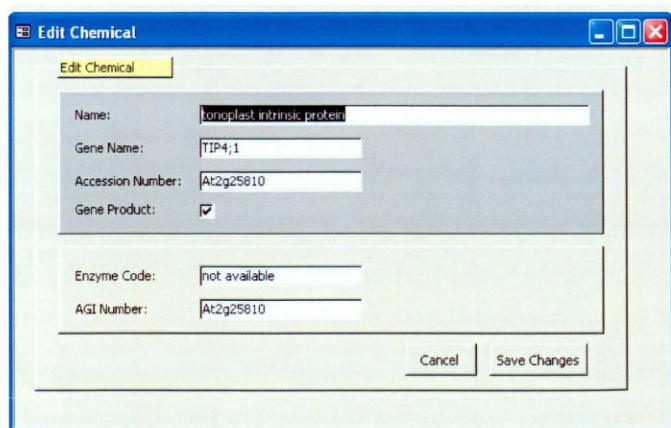 Edit Chemical
Edit Chemical
Name: tonoplast intrinsic protein
Gene Name: TIP4;1
Accession Number: At2g25810
Gene Product:
Enzyme Code: not available
AGI Number: At2g25810
Cancel Save Changes